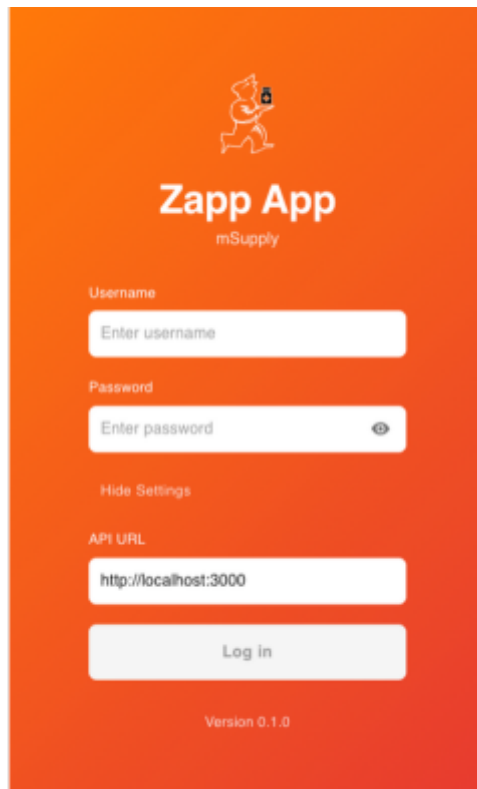 Zapp App
mSupply
Username
Enter username
Password
Enter password
Hide Settings
API URL
http://localhost:3000
Log in
Version 0.1.0